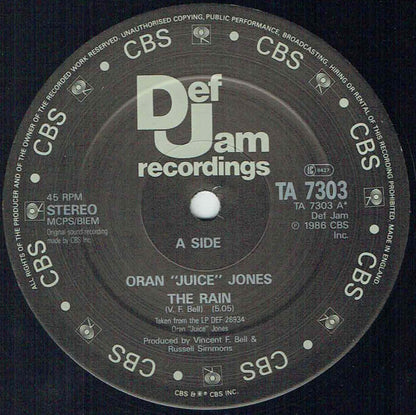 ALL RIGHTS OF THE PRODUCER AND OF THE OWNER OF THE RECORDED WORK RESERVED. UNAUTHORISED COPYING, PUBLIC PERFORMANCE, BROADCASTING, HIRING OR RENTAL OF THIS RECORDING PROHIBITED. MADE IN ENGLAND.
CBS
CBS
CBS
CBS
CBS
CBS
CBS
CBS
Def
Jam
recordings
45 RPM
STEREO
MCPS/BIEM
Original sound recording
made by CBS Inc.
A SIDE
TA 7303
TA 7303 A*
Def Jam
℗ 1986 CBS
Inc.
ORAN "JUICE" JONES
THE RAIN
(V. F. Bell) (5.05)
Taken from the LP DEF 26934
Oran "Juice" Jones
Produced by Vincent F. Bell &
Russell Simmons
CBS INC.